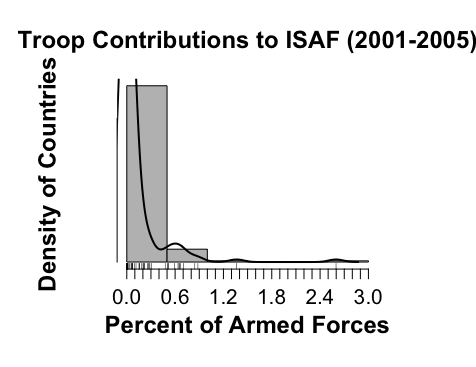 Troop Contributions to ISAF (2001-2005)
Density of Countries
0.0 0.6 1.2 1.8 2.4 3.0
Percent of Armed Forces